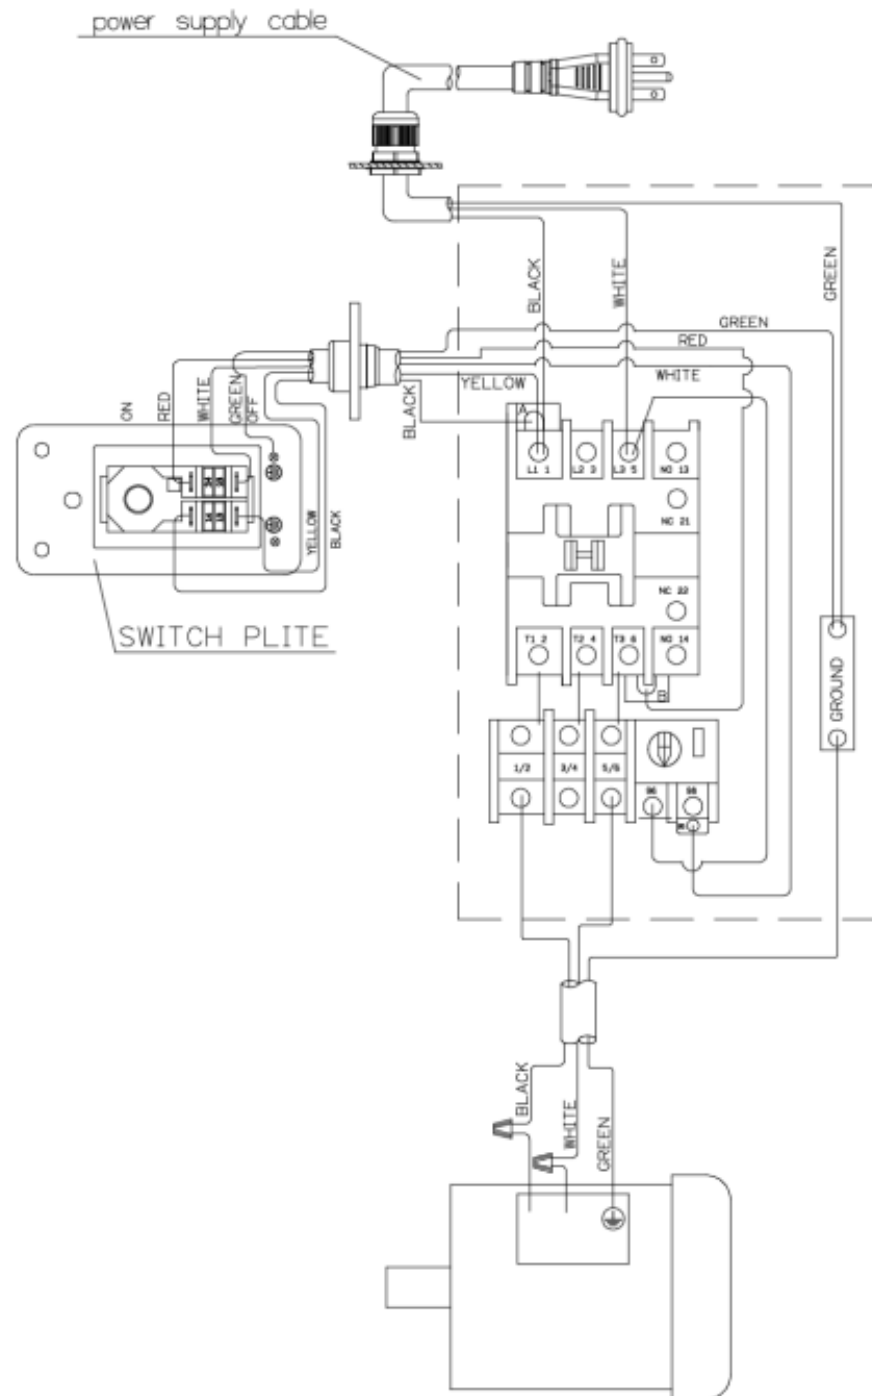 power supply cable
BLACK
WHITE
GREEN
GREEN
RED
YELLOW
WHITE
BLACK
ON
RED
WHITE
GREEN
OFF
YELLOW
BLACK
SWITCH PLITE
A
L1 1
L2 3
L3 5
NO 13
NC 21
NC 22
T1 2
T2 4
T3 6
NO 14
B
GROUND
1/2
3/4
5/6
96
98
BLACK
WHITE
GREEN